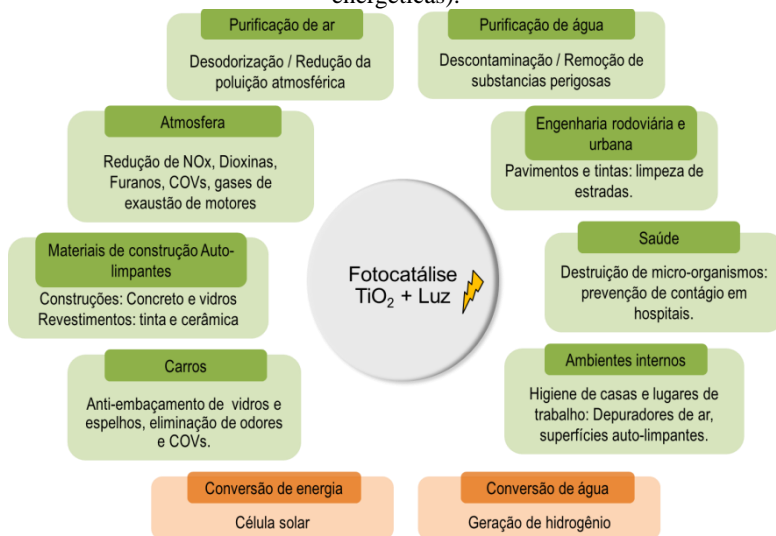 energéticas).
Purificação de ar
Desodorização / Redução da
poluição atmosférica
Purificação de água
Descontaminação / Remoção de
substancias perigosas
Atmosfera
Redução de NOx, Dioxinas,
Furanos, COVs, gases de
exaustão de motores
Engenharia rodoviária e
urbana
Pavimentos e tintas: limpeza de
estradas.
Materiais de construção Auto-
limpantes
Construções: Concreto e vidros
Revestimentos: tinta e cerâmica
Fotocatálise
TiO₂ + Luz
Saúde
Destruição de micro-organismos:
prevenção de contágio em
hospitais.
Carros
Anti-embaçamento de vidros e
espelhos, eliminação de odores
e COVs.
Ambientes internos
Higiene de casas e lugares de
trabalho: Depuradores de ar,
superfícies auto-limpantes.
Conversão de energia
Célula solar
Conversão de água
Geração de hidrogênio